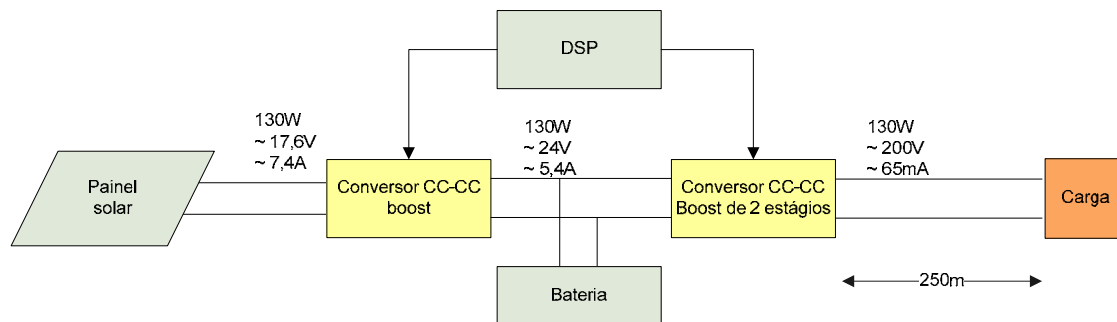 DSP
130W
~ 17,6V
~ 7,4A
130W
~ 24V
~ 5,4A
130W
~ 200V
~ 65mA
Painel
solar
Conversor CC-CC
boost
Conversor CC-CC
Boost de 2 estágios
Carga
Bateria
250m